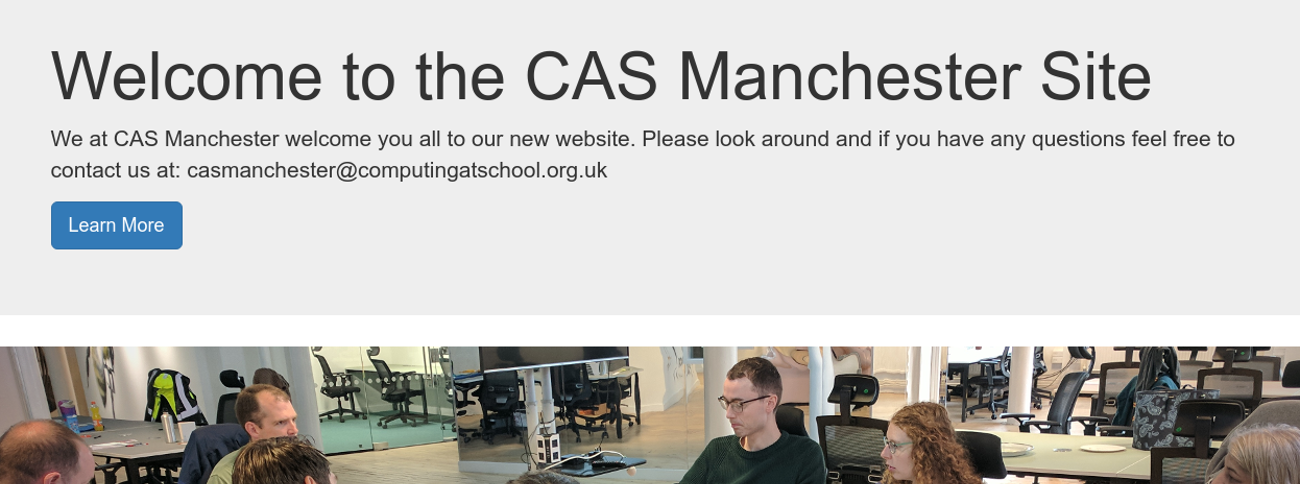 Welcome to the CAS Manchester Site
We at CAS Manchester welcome you all to our new website. Please look around and if you have any questions feel free to
contact us at: casmanchester@computingatschool.org.uk
Learn More